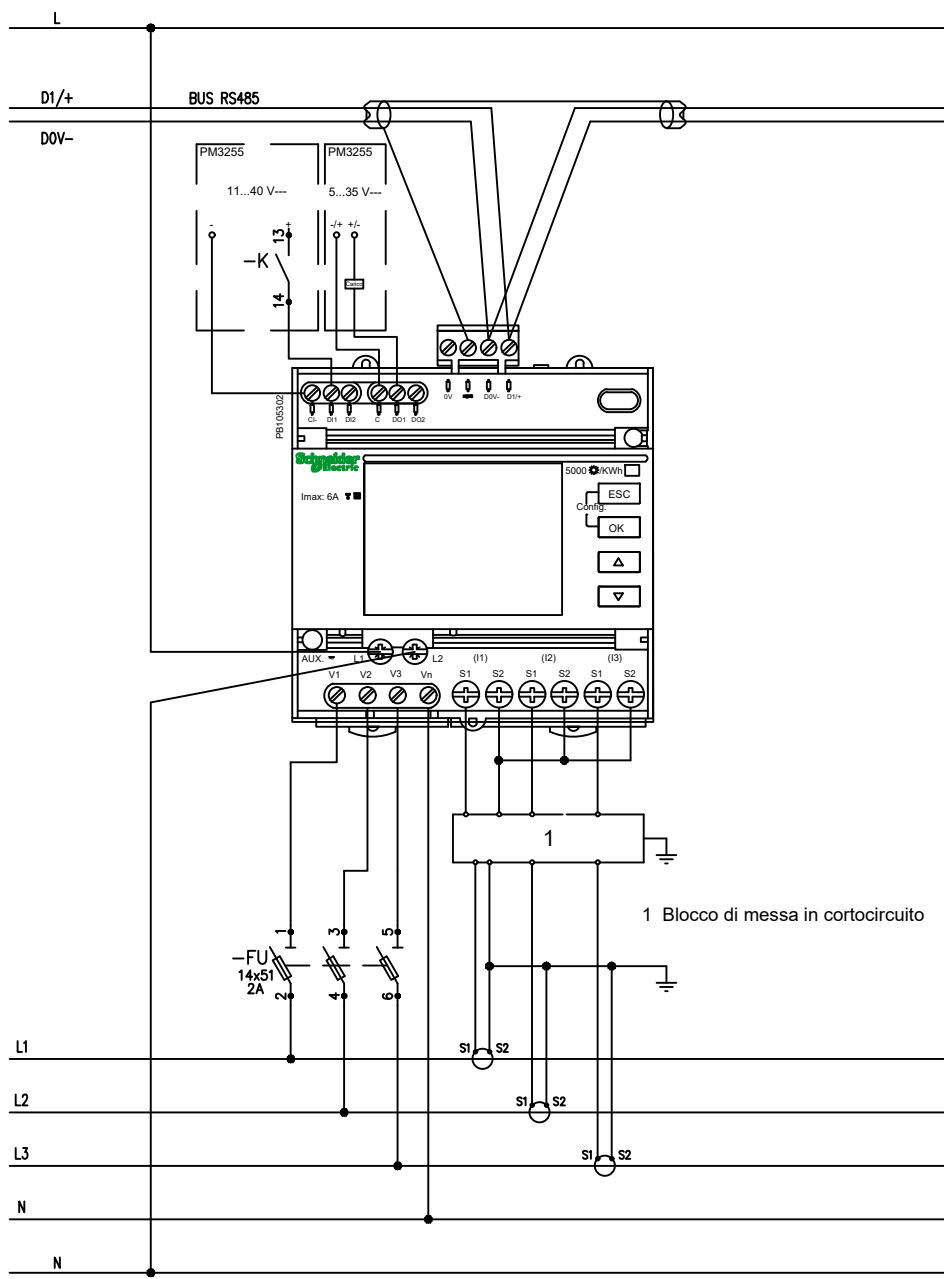 L
D1/+ BUS RS485
D0V-
PM3255 PM3255
11...40 V--- 5...35 V---
- + -/+ +/-
13
-K
14
Carico
0V D0V- D1/+
PB105302
CI- DI1 DI2 C DO1 DO2
Schneider
Electric
5000 /KWh
Imax: 6A
ESC
Config.
OK
AUX. L1 L2 (I1) (I2) (I3)
V1 V2 V3 Vn S1 S2 S1 S2 S1 S2
1
1 Blocco di messa in cortocircuito
1 3 5
-FU
14x51
2A
2 4 6
L1 S1 S2
L2 S1 S2
L3 S1 S2
N
N